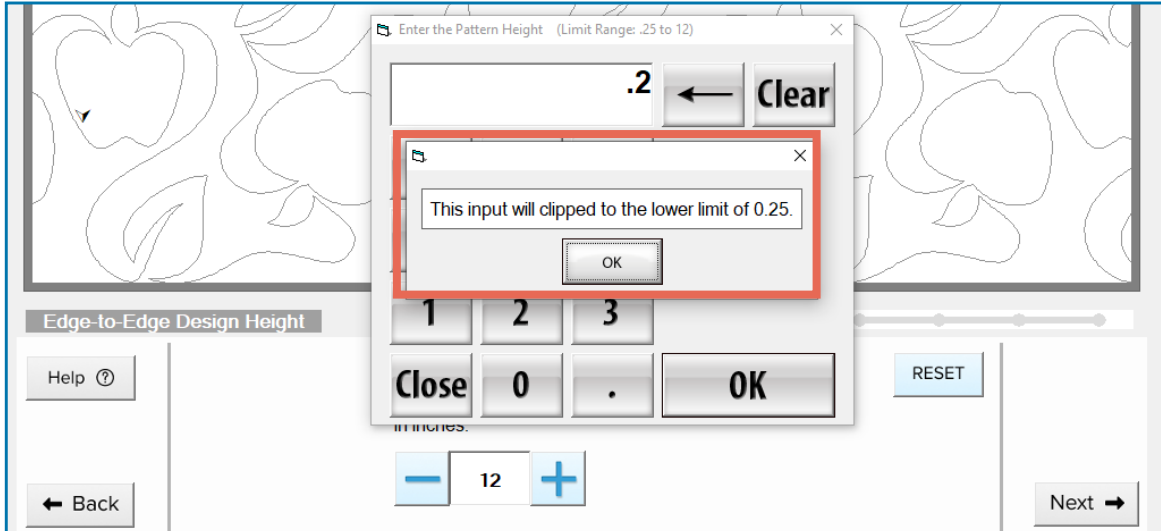 Enter the Pattern Height (Limit Range: .25 to 12)
.2
Clear
This input will clipped to the lower limit of 0.25.
OK
1 2 3
Edge-to-Edge Design Height
Help
Close 0 . OK
RESET
in inches.
12
Back
Next